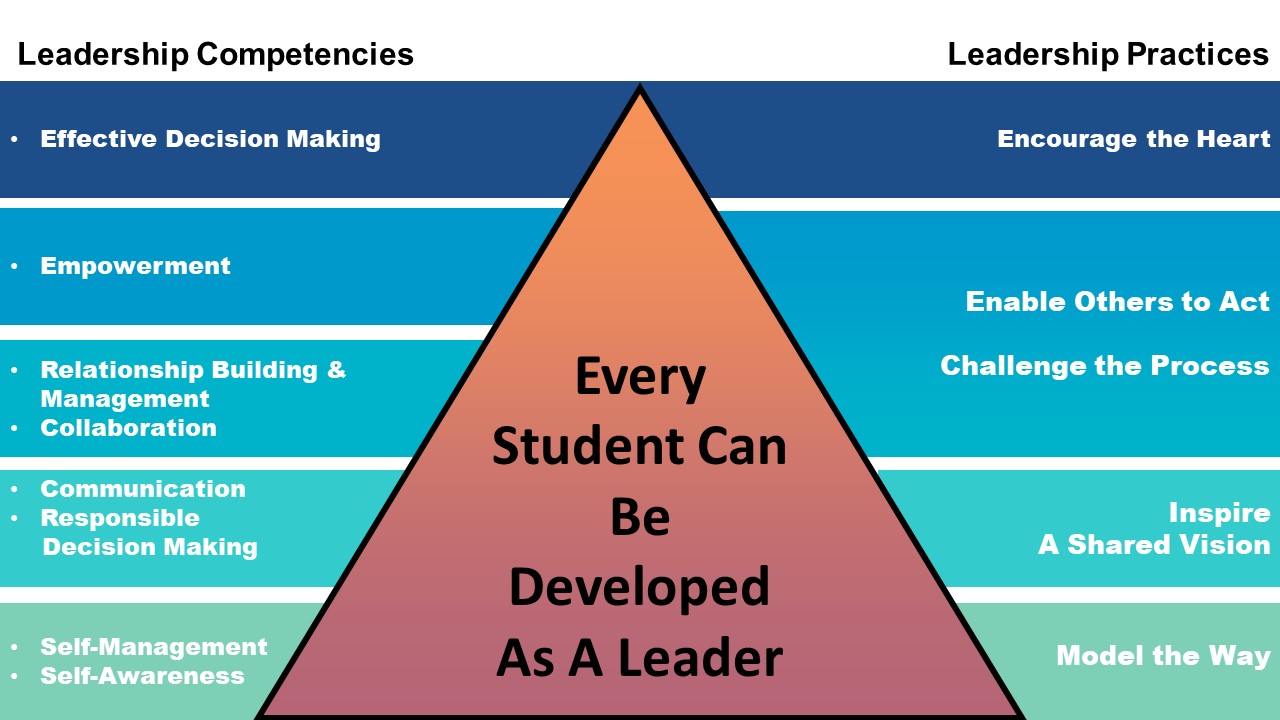 Leadership Competencies
Leadership Practices
• Effective Decision Making
Encourage the Heart
• Empowerment
Enable Others to Act
Challenge the Process
• Relationship Building &
Management
• Collaboration
• Communication
• Responsible
Decision Making
Inspire
A Shared Vision
• Self-Management
• Self-Awareness
Model the Way
Every
Student Can
Be
Developed
As A Leader